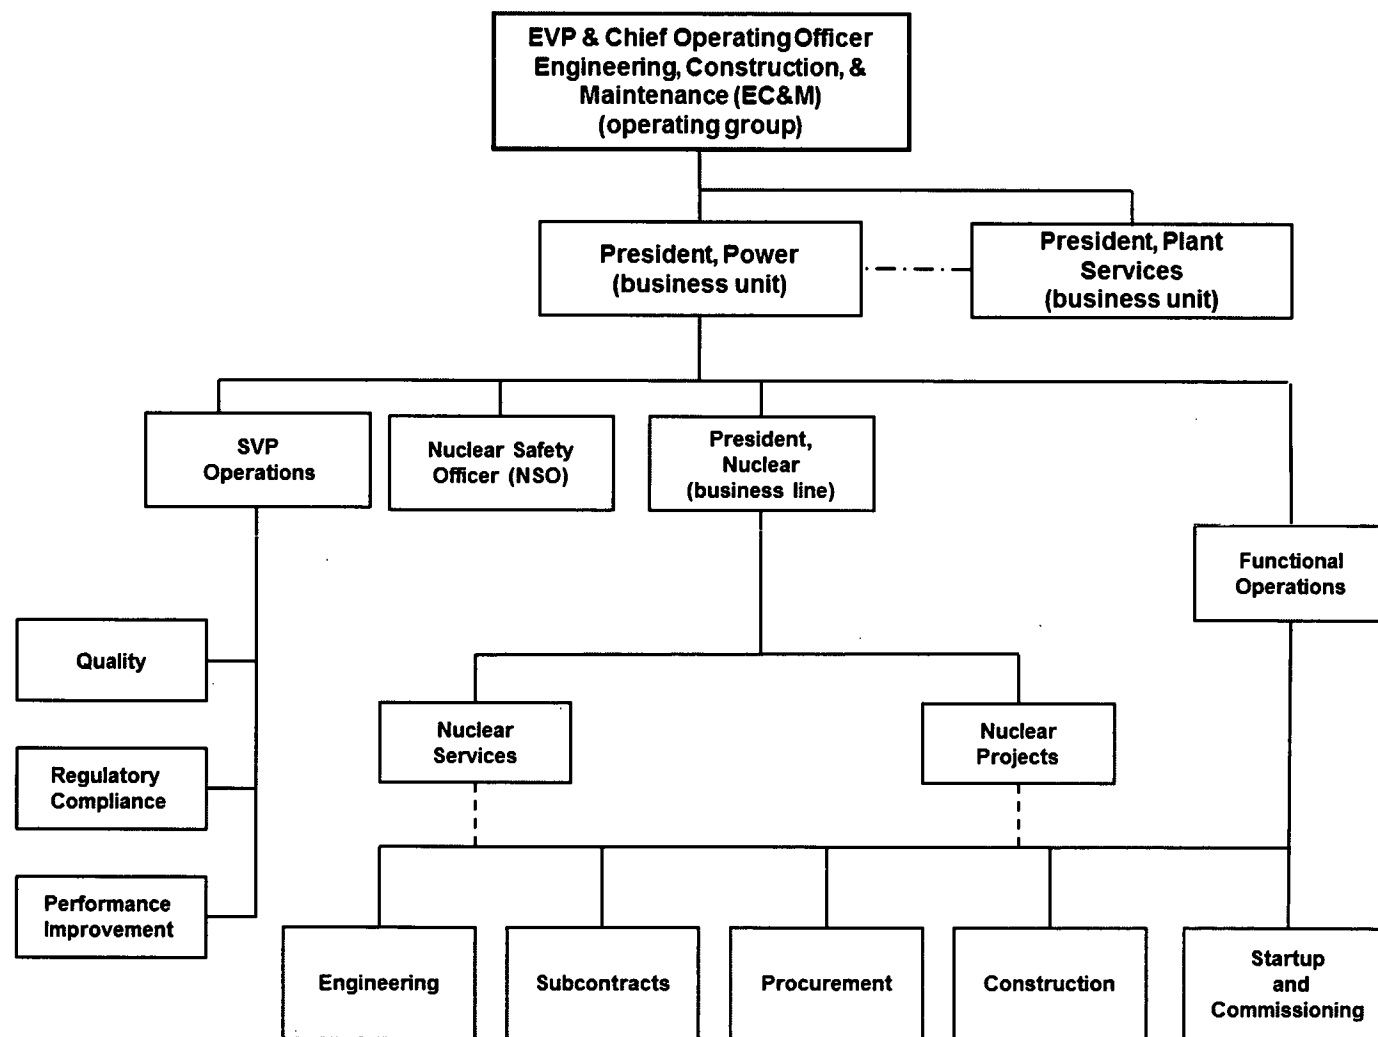 EVP & Chief Operating Officer
Engineering, Construction, &
Maintenance (EC&M)
(operating group)
President, Power
(business unit)
President, Plant
Services
(business unit)
SVP
Operations
Nuclear Safety
Officer (NSO)
President,
Nuclear
(business line)
Functional
Operations
Quality
Regulatory
Compliance
Performance
Improvement
Nuclear
Services
Nuclear
Projects
Engineering
Subcontracts
Procurement
Construction
Startup
and
Commissioning